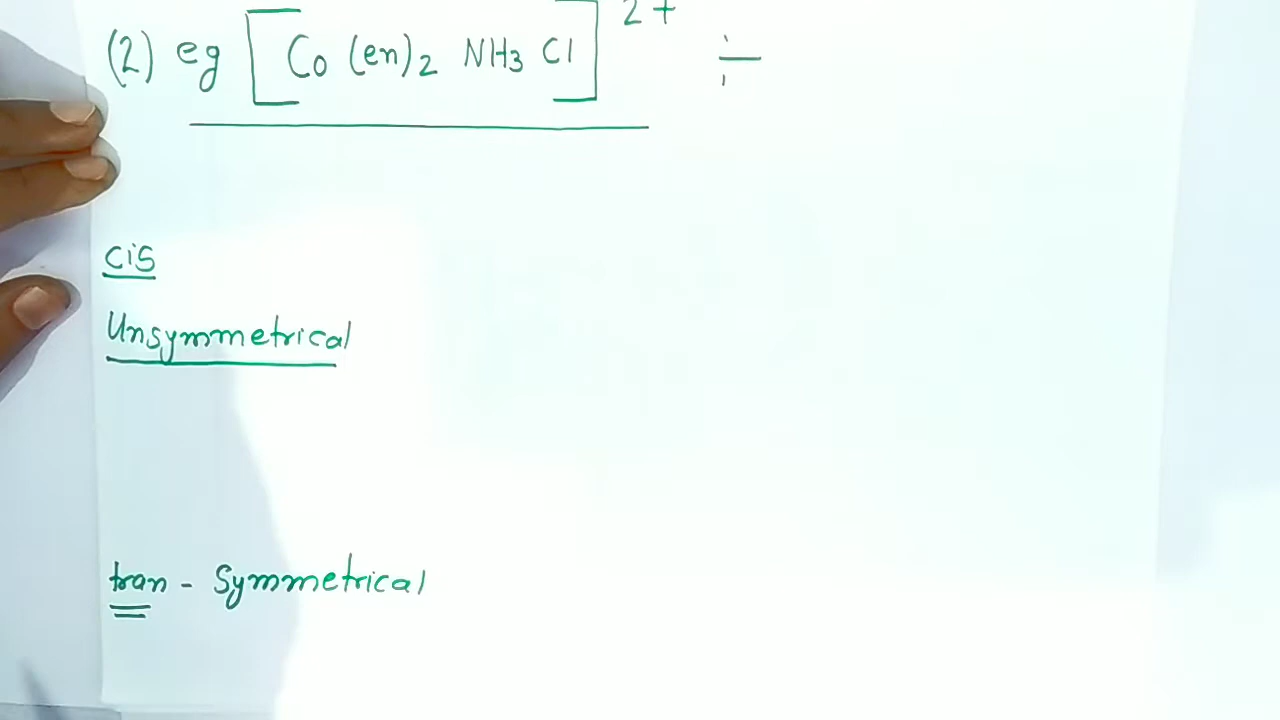 (2) eg [Co (en)2 NH3 Cl]2+ ÷
cis
Unsymmetrical
tran - Symmetrical